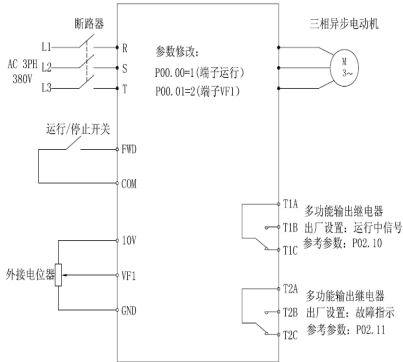 断路器
三相异步电动机
L1
R
AC 3PH
380V
L2
S
L3
T
参数修改:
P00.00=1(端子运行)
P00.01=2(端子VF1)
M
3~
运行/停止开关
FWD
COM
T1A
T1B
T1C
多功能输出继电器
出厂设置: 运行中信号
参考参数: P02.10
10V
外接电位器
VF1
GND
T2A
T2B
T2C
多功能输出继电器
出厂设置: 故障指示
参考参数: P02.11